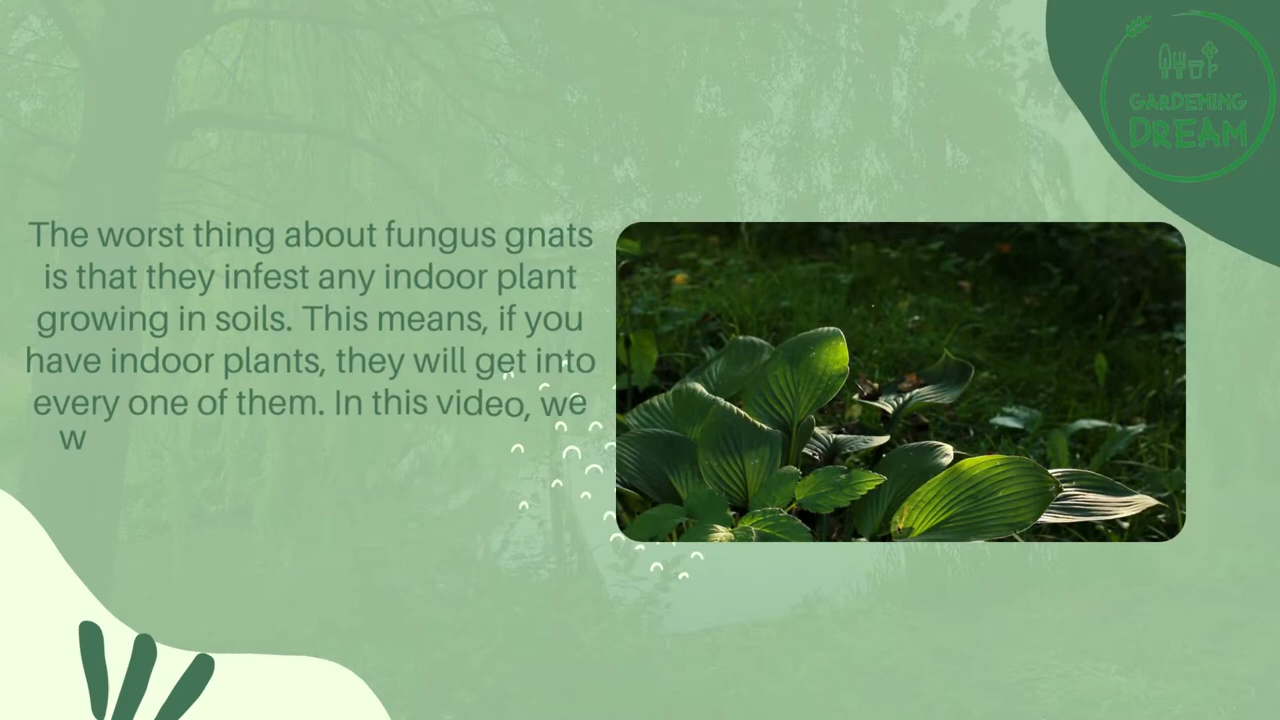 GARDENING
DREAM
The worst thing about fungus gnats
is that they infest any indoor plant
growing in soils. This means, if you
have indoor plants, they will get into
every one of them. In this video, we
w